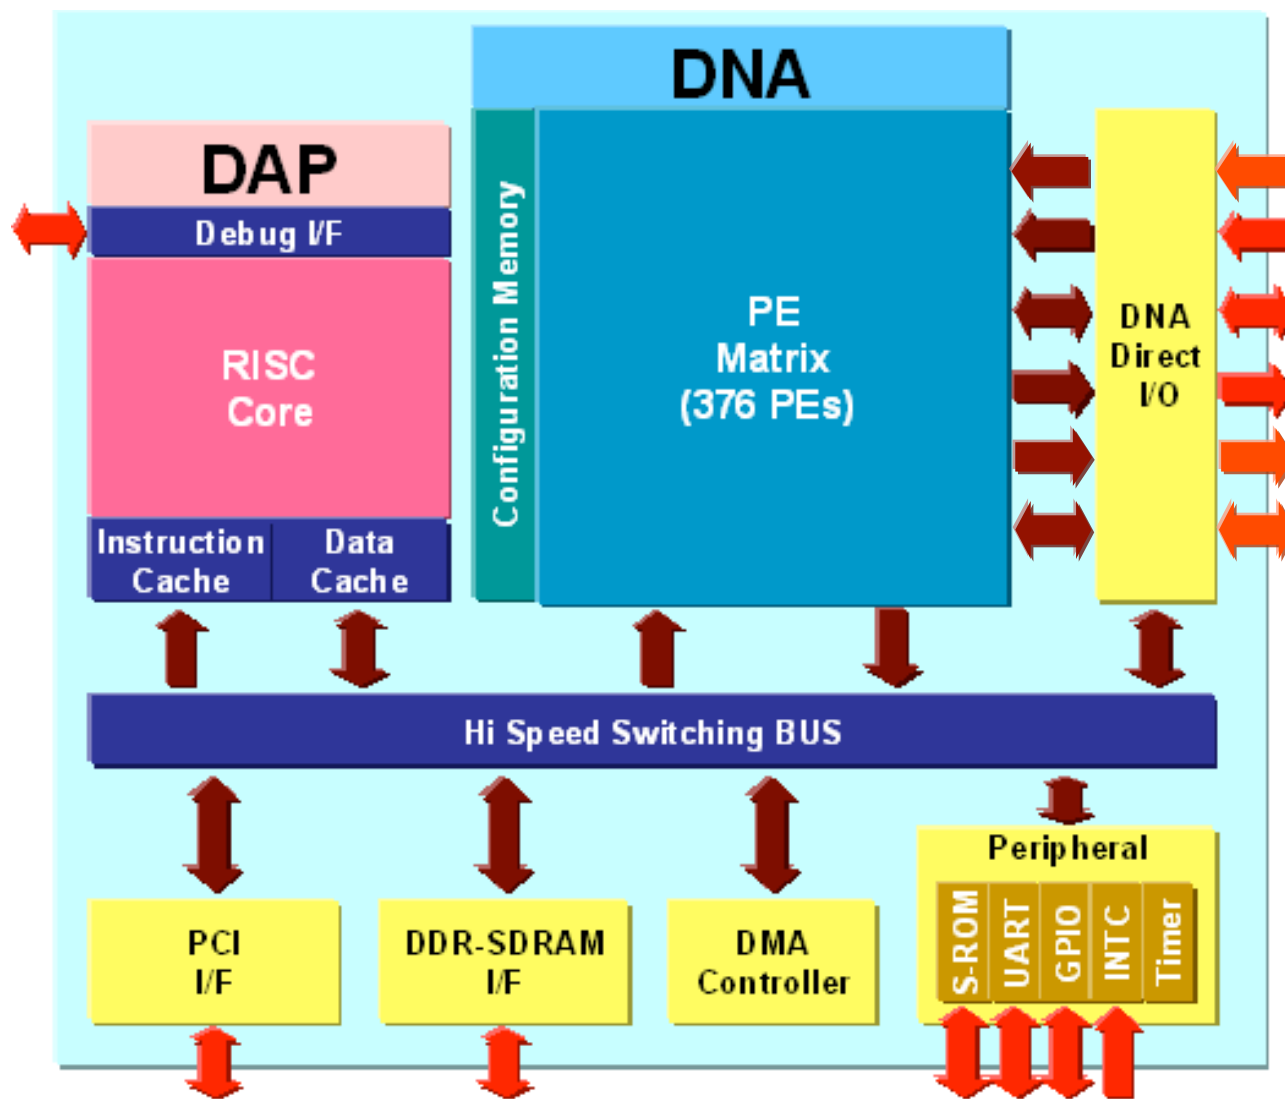 DNA
DAP
Debug I/F
Configuration Memory
RISC
Core
PE
Matrix
(376 PEs)
DNA
Direct
I/O
Instruction
Cache
Data
Cache
Hi Speed Switching BUS
PCI
I/F
DDR-SDRAM
I/F
DMA
Controller
Peripheral
S-ROM
UART
GPIO
INTC
Timer